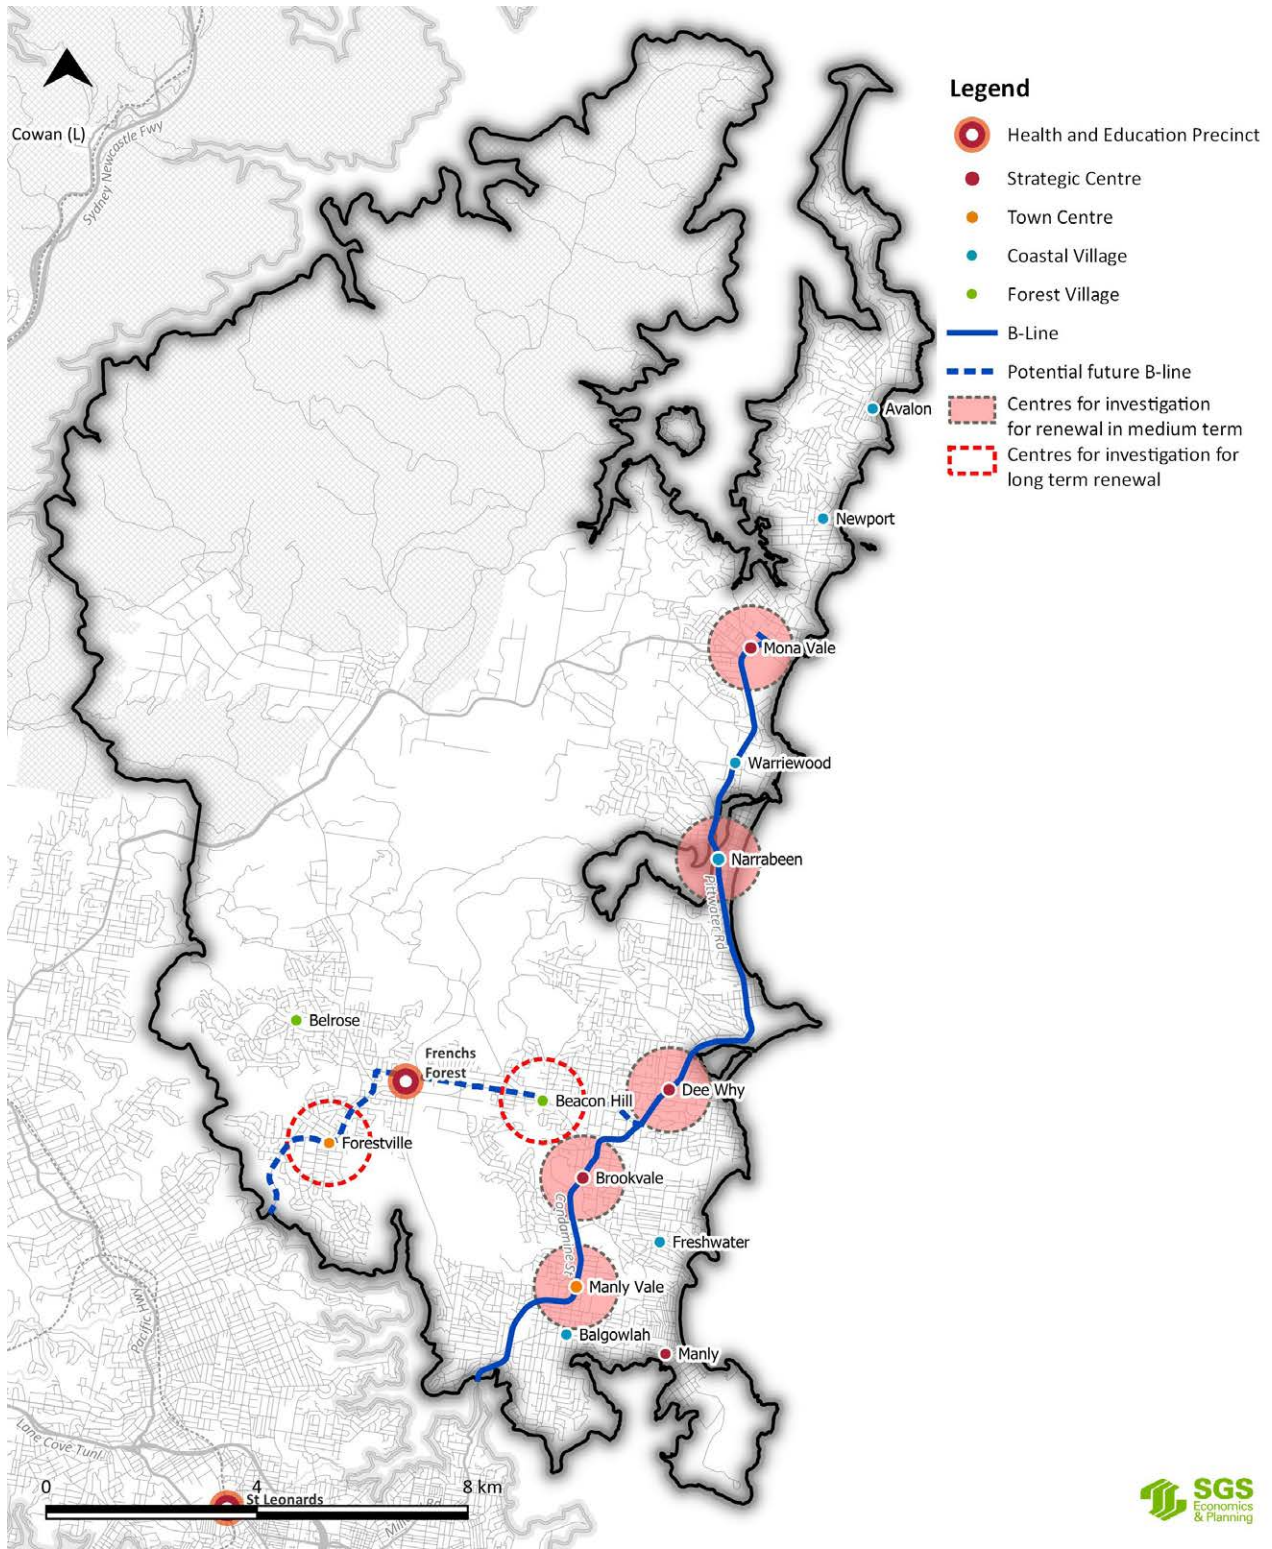 Legend
Health and Education Precinct
Strategic Centre
Town Centre
Coastal Village
Forest Village
B-Line
Potential future B-line
Centres for investigation
for renewal in medium term
Centres for investigation for
long term renewal
Cowan (L)
Sydney Newcastle Fwy
Avalon
Newport
Mona Vale
Warriewood
Narrabeen
Pittwater Rd
Belrose
Frenchs
Forest
Beacon Hill
Dee Why
Forestville
Brookvale
Condamine St
Freshwater
Manly Vale
Balgowlah
Manly
Pacific Hwy
Lane Cove Tunl
St Leonards
Rd
0 4 8 km
SGS
Economics
& Planning